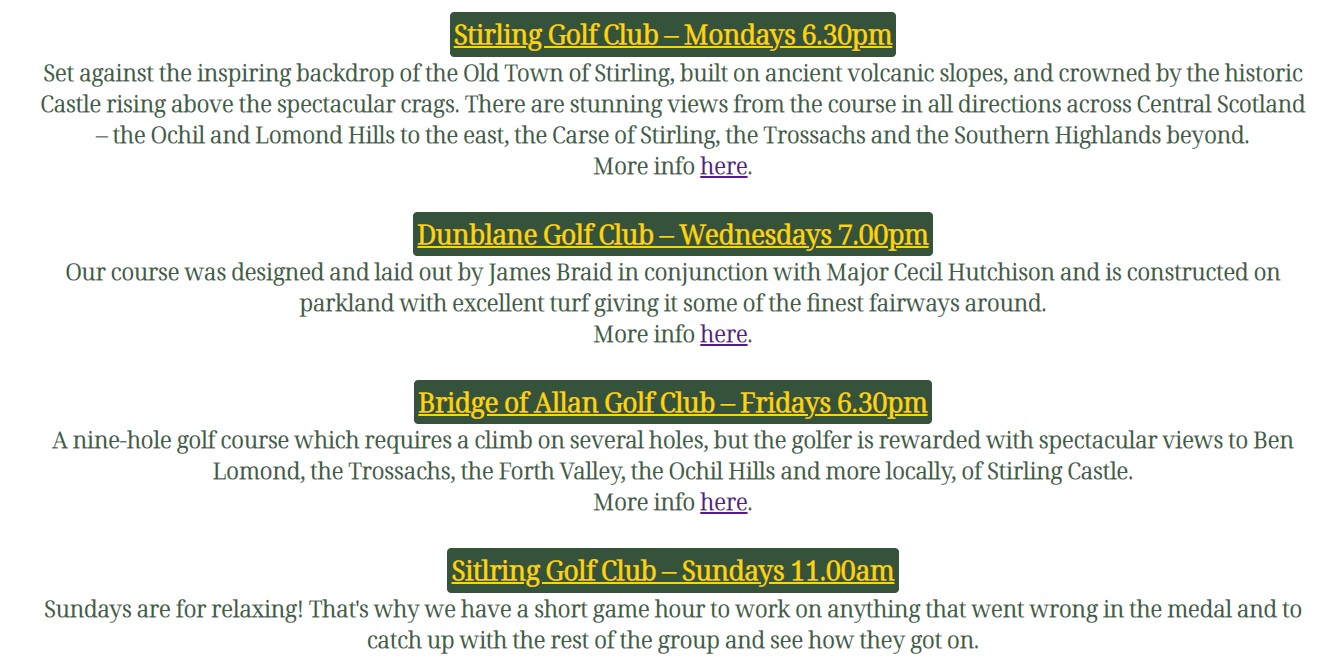 Stirling Golf Club – Mondays 6.30pm
Set against the inspiring backdrop of the Old Town of Stirling, built on ancient volcanic slopes, and crowned by the historic
Castle rising above the spectacular crags. There are stunning views from the course in all directions across Central Scotland
– the Ochil and Lomond Hills to the east, the Carse of Stirling, the Trossachs and the Southern Highlands beyond.
More info here.
Dunblane Golf Club – Wednesdays 7.00pm
Our course was designed and laid out by James Braid in conjunction with Major Cecil Hutchison and is constructed on
parkland with excellent turf giving it some of the finest fairways around.
More info here.
Bridge of Allan Golf Club – Fridays 6.30pm
A nine-hole golf course which requires a climb on several holes, but the golfer is rewarded with spectacular views to Ben
Lomond, the Trossachs, the Forth Valley, the Ochil Hills and more locally, of Stirling Castle.
More info here.
Sitlring Golf Club – Sundays 11.00am
Sundays are for relaxing! That's why we have a short game hour to work on anything that went wrong in the medal and to
catch up with the rest of the group and see how they got on.